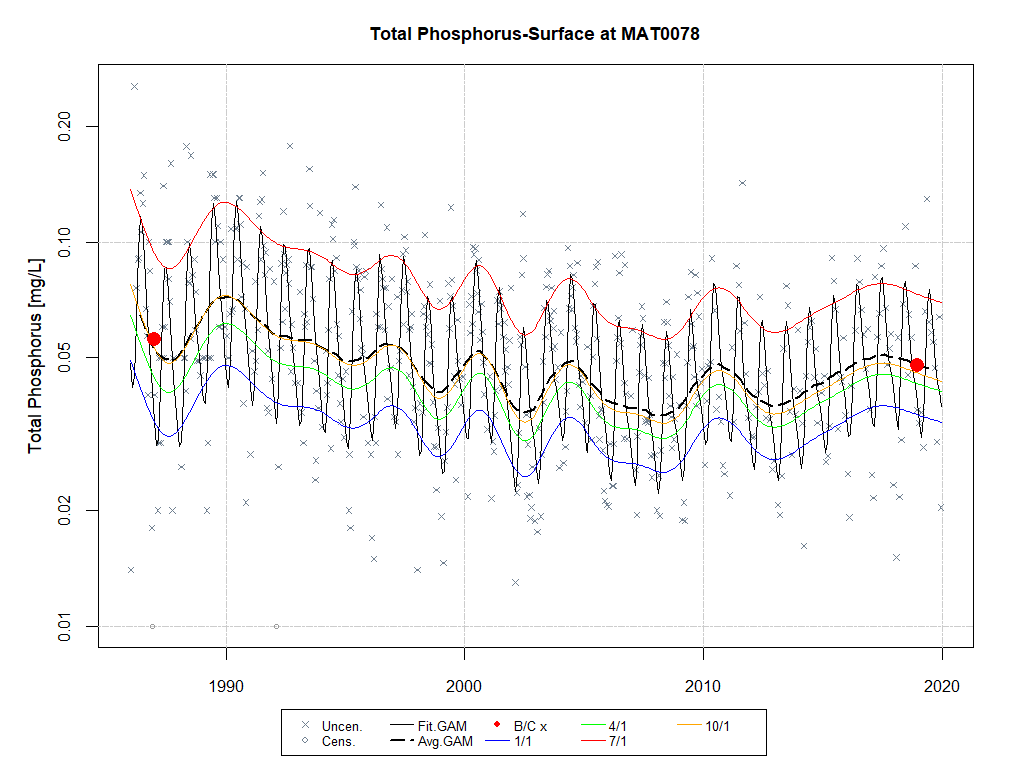 Total Phosphorus-Surface at MAT0078
Total Phosphorus [mg/L]
0.20
0.10
0.05
0.02
0.01
1990 2000 2010 2020
Uncen. Fit.GAM B/C x 4/1 10/1
Cens. Avg.GAM 1/1 7/1